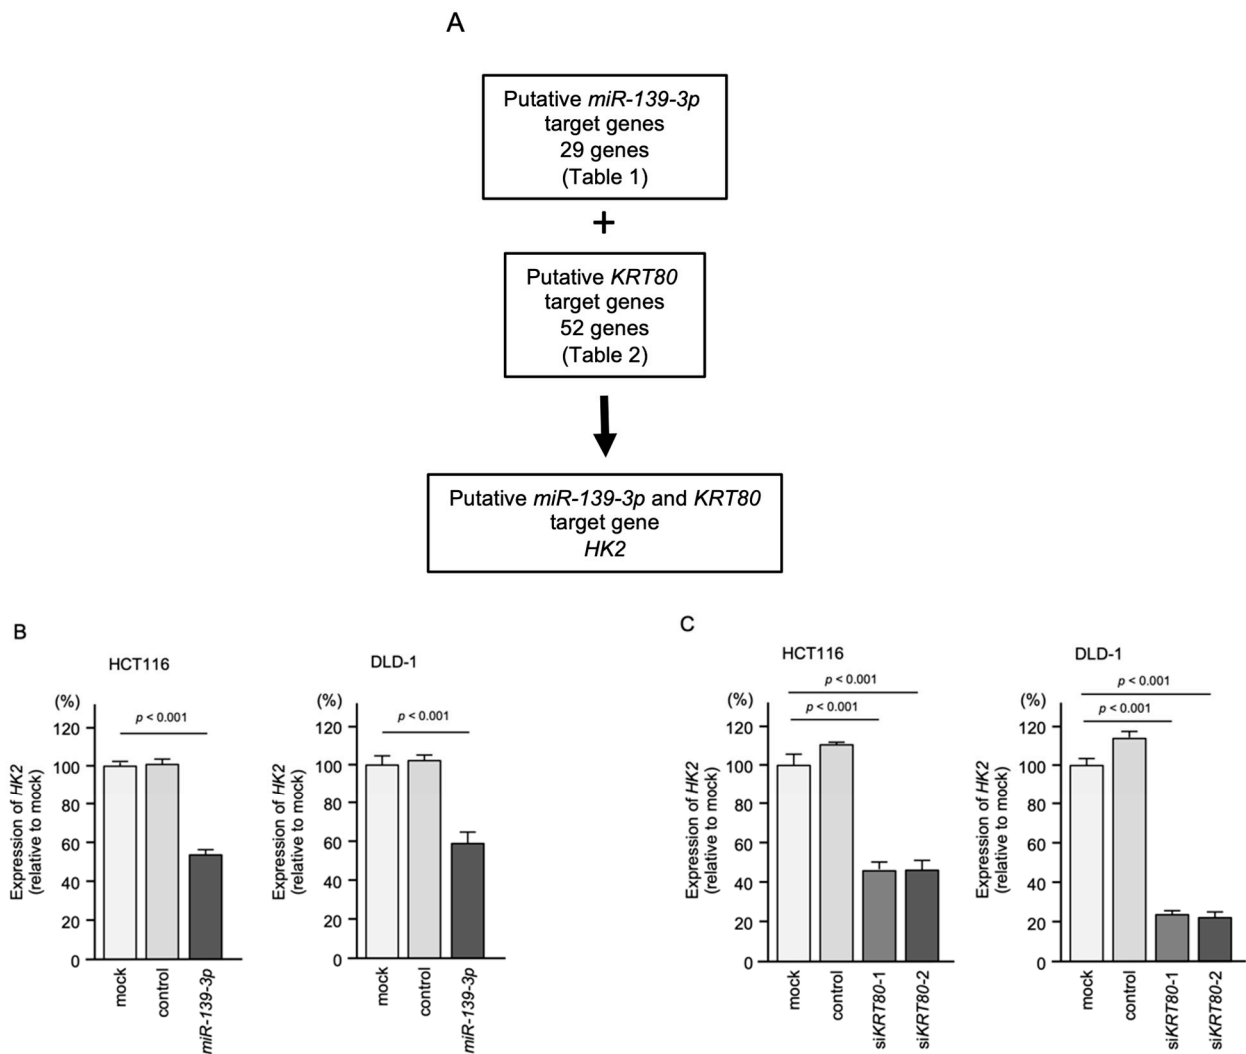 A
Putative miR-139-3p
target genes
29 genes
(Table 1)
+
Putative KRT80
target genes
52 genes
(Table 2)
Putative miR-139-3p and KRT80
target gene
HK2
B
HCT116
(%)
p < 0.001
120
100
80
60
40
20
0
Expression of HK2
(relative to mock)
mock
control
miR-139-3p
DLD-1
(%)
p < 0.001
120
100
80
60
40
20
0
Expression of HK2
(relative to mock)
mock
control
miR-139-3p
C
HCT116
(%)
p < 0.001
p < 0.001
120
100
80
60
40
20
0
Expression of HK2
(relative to mock)
mock
control
siKRT80-1
siKRT80-2
DLD-1
(%)
p < 0.001
p < 0.001
120
100
80
60
40
20
0
Expression of HK2
(relative to mock)
mock
control
siKRT80-1
siKRT80-2